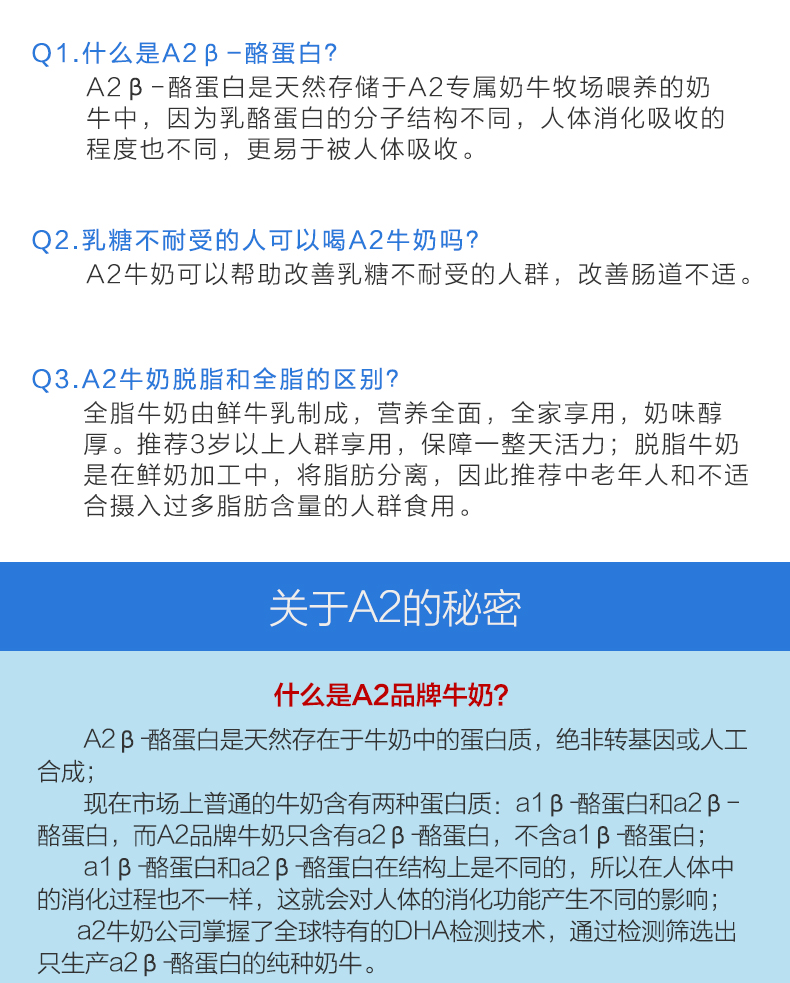 Q1.什么是A2β-酪蛋白?
A2β-酪蛋白是天然存储于A2专属奶牛牧场喂养的奶
牛中，因为乳酪蛋白的分子结构不同，人体消化吸收的
程度也不同，更易于被人体吸收。
Q2.乳糖不耐受的人可以喝A2牛奶吗?
A2牛奶可以帮助改善乳糖不耐受的人群，改善肠道不适。
Q3.A2牛奶脱脂和全脂的区别?
全脂牛奶由鲜牛乳制成，营养全面，全家享用，奶味醇
厚。推荐3岁以上人群享用，保障一整天活力；脱脂牛奶
是在鲜奶加工中，将脂肪分离，因此推荐中老年人和不适
合摄入过多脂肪含量的人群食用。
关于A2的秘密
什么是A2品牌牛奶?
A2β-酪蛋白是天然存在于牛奶中的蛋白质，绝非转基因或人工
合成；
现在市场上普通的牛奶含有两种蛋白质：a1β-酪蛋白和a2β-
酪蛋白，而A2品牌牛奶只含有a2β-酪蛋白，不含a1β-酪蛋白；
a1β-酪蛋白和a2β-酪蛋白在结构上是不同的，所以在人体中
的消化过程也不一样，这就会对人体的消化功能产生不同的影响；
a2牛奶公司掌握了全球特有的DHA检测技术，通过检测筛选出
只生产a2β-酪蛋白的纯种奶牛。